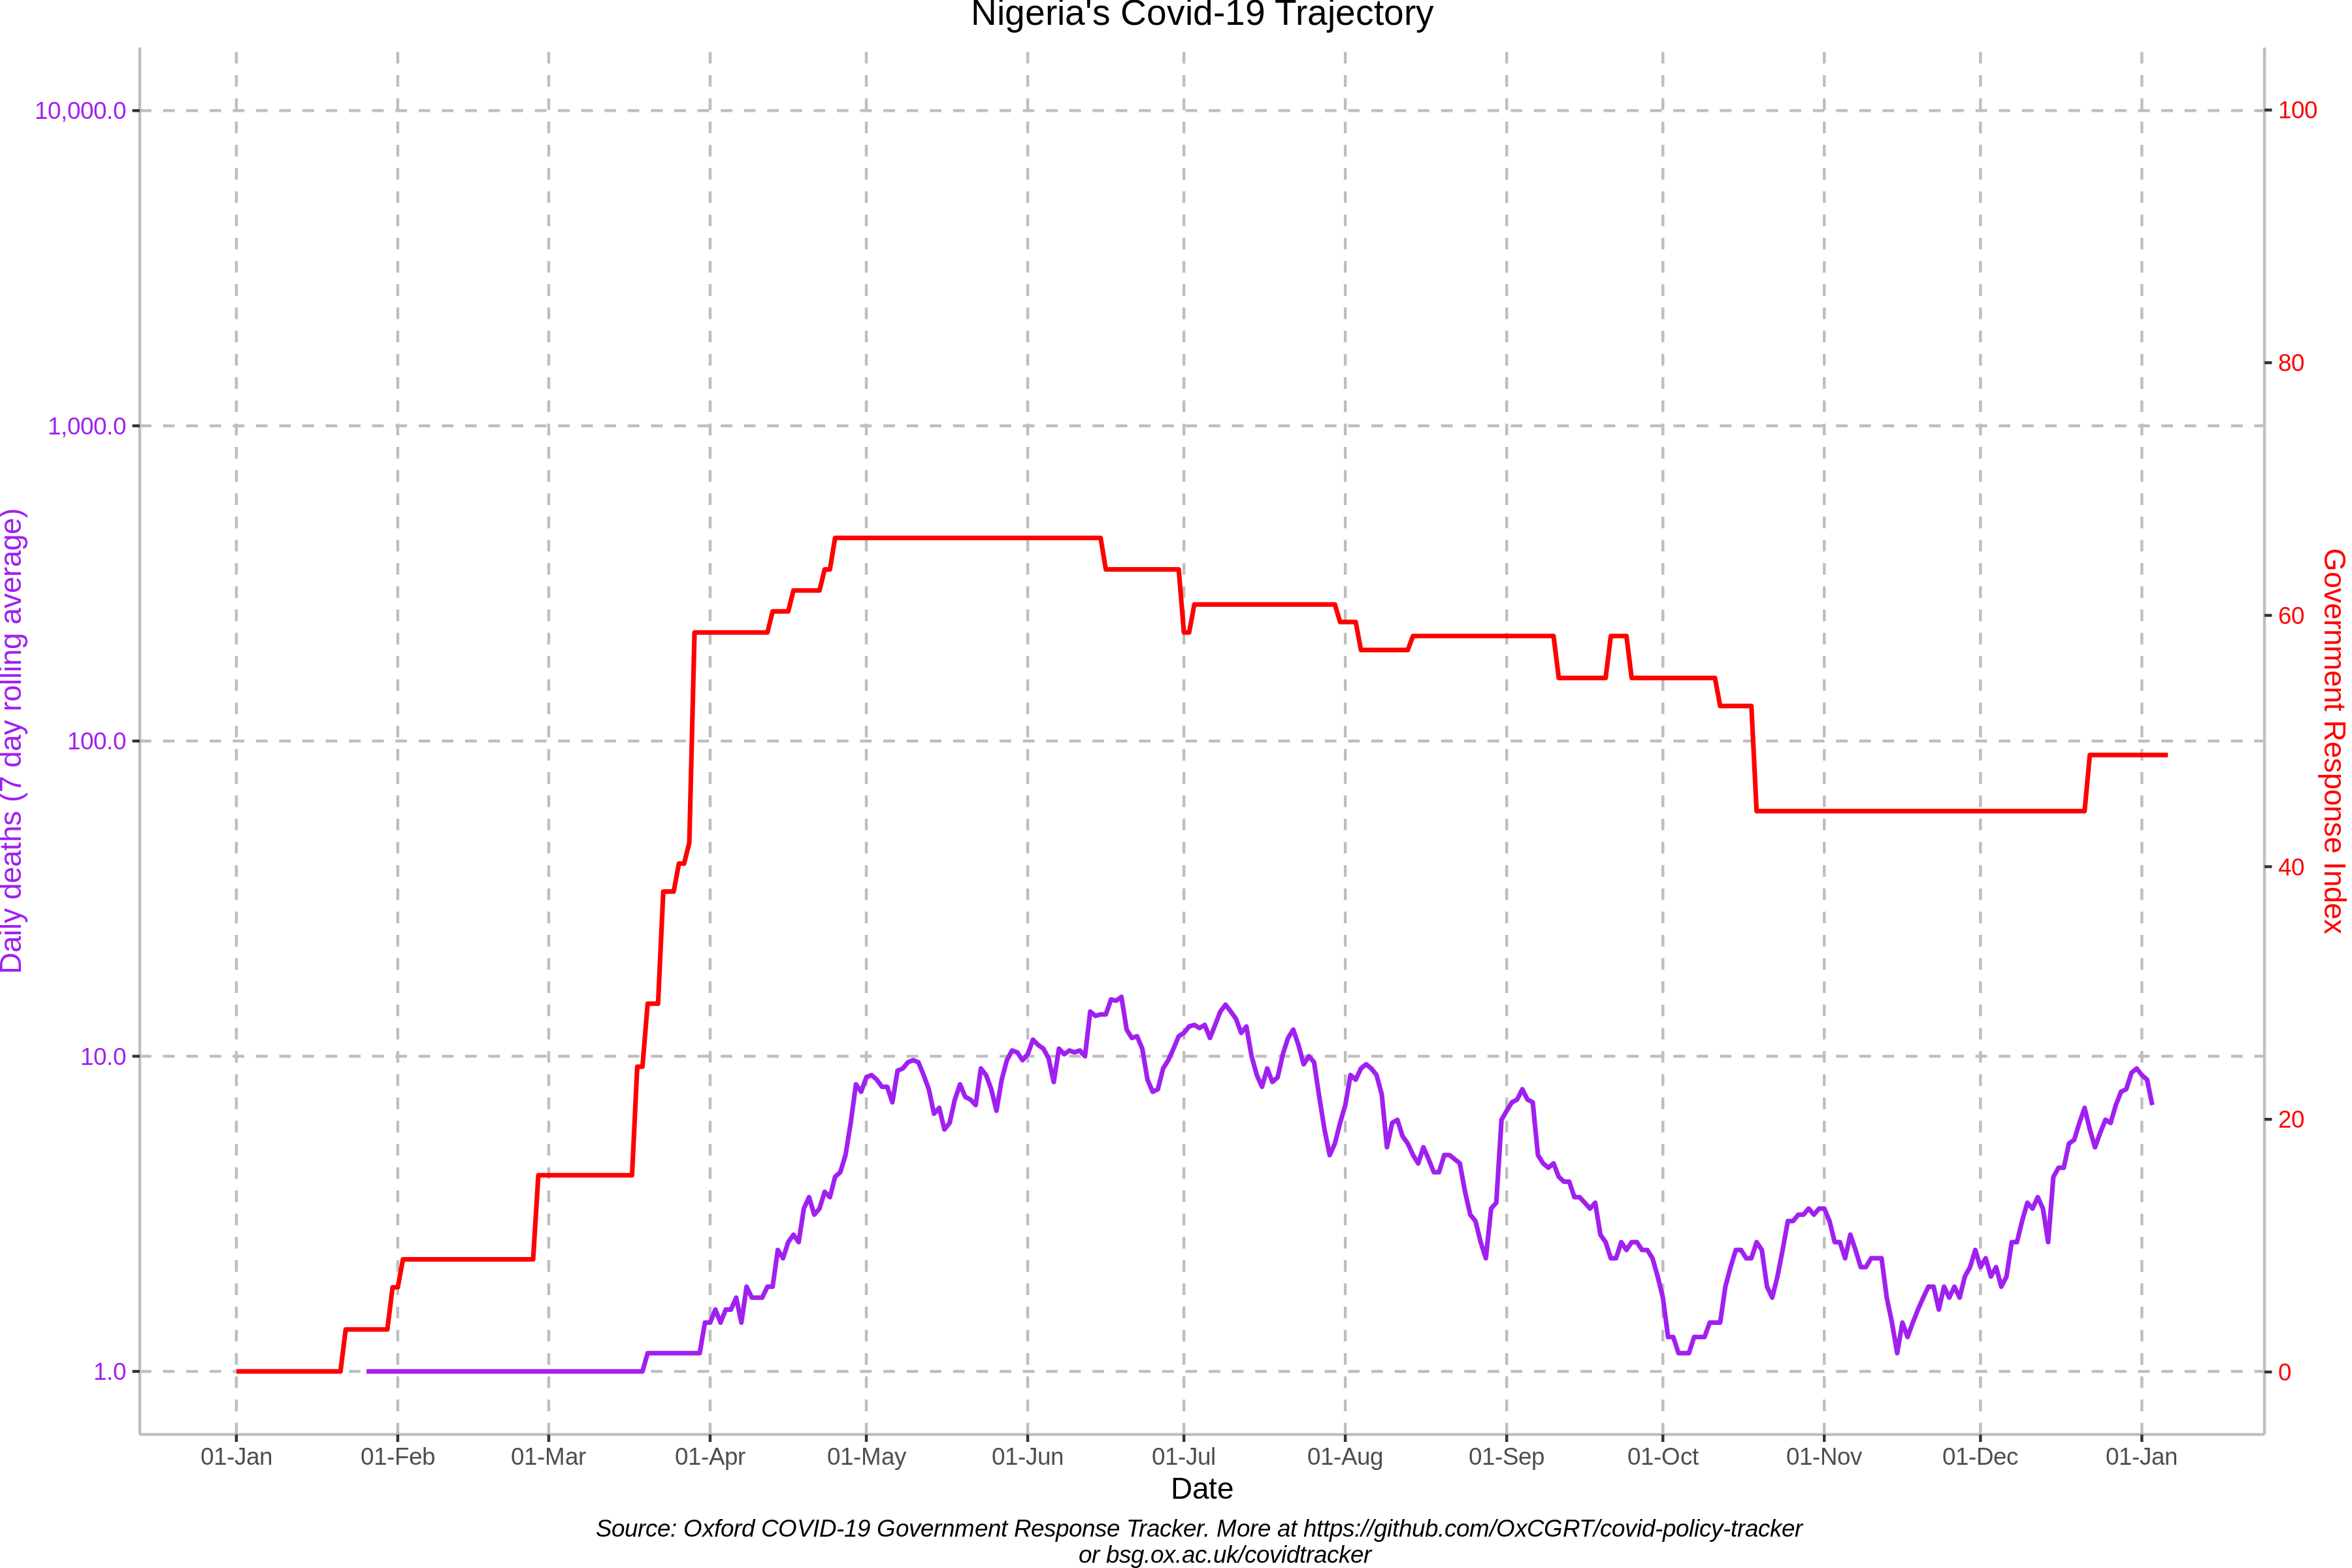 Nigeria's Covid-19 Trajectory
10,000.0
1,000.0
100.0
10.0
1.0
Daily deaths (7 day rolling average)
100
80
60
40
20
0
Government Response Index
01-Jan 01-Feb 01-Mar 01-Apr 01-May 01-Jun 01-Jul 01-Aug 01-Sep 01-Oct 01-Nov 01-Dec 01-Jan
Date
Source: Oxford COVID-19 Government Response Tracker. More at https://github.com/OxCGRT/covid-policy-tracker
or bsg.ox.ac.uk/covidtracker